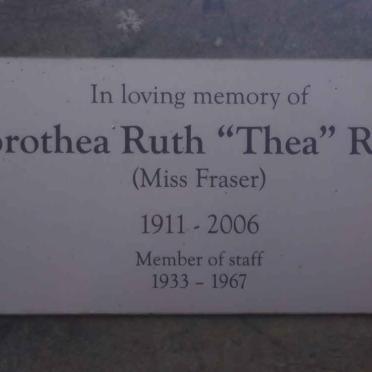 In loving memory of
orothea Ruth "Thea" R
(Miss Fraser)
1911 - 2006
Member of staff
1933 – 1967